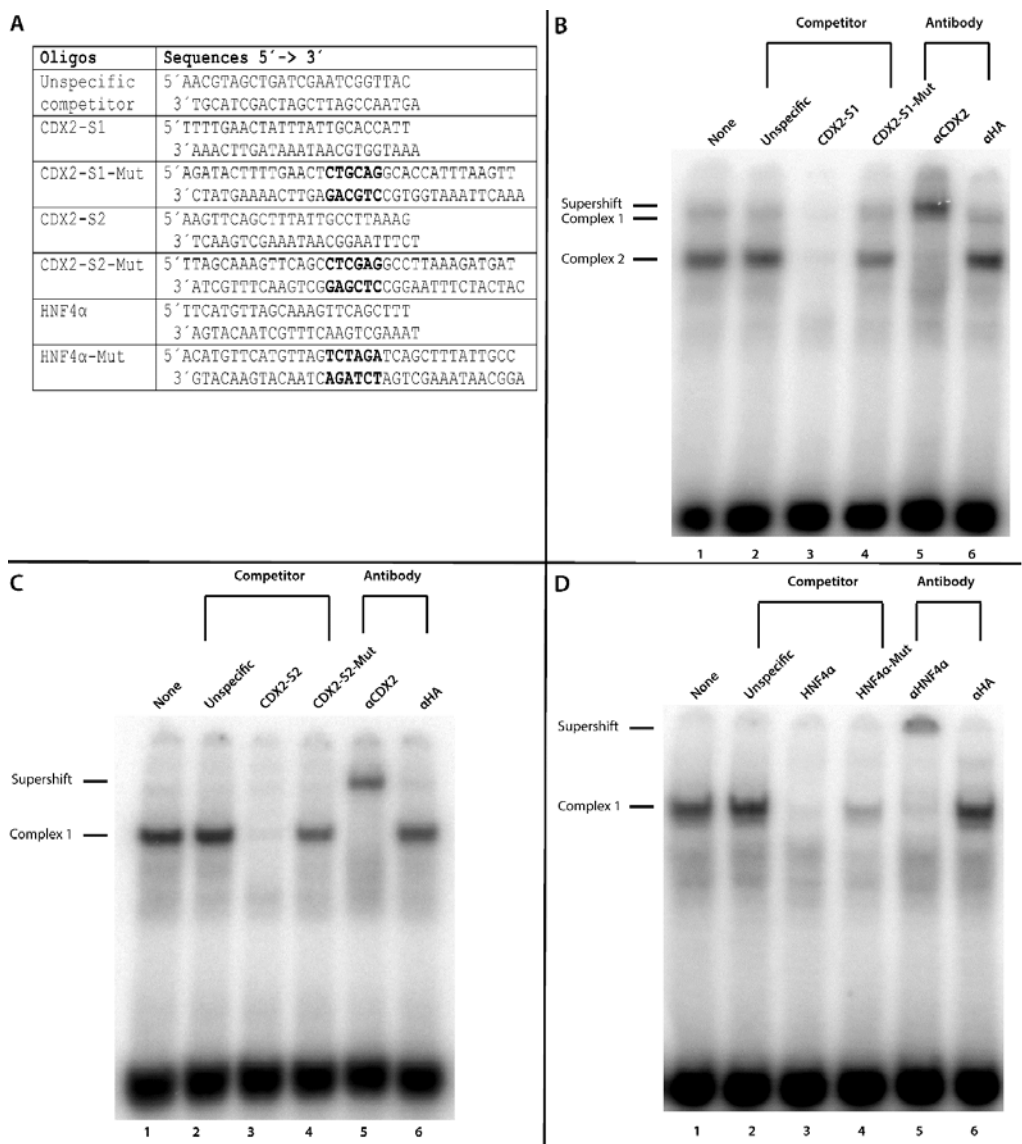 A
Oligos Sequences 5´-> 3´
Unspecific competitor 5´AACGTAGCTGATCGAATCGGTTAC
3´TGCATCGACTAGCTTAGCCAATGA
CDX2-S1 5´TTTTGAACTATTTATTGCACCATT
3´AAACTTGATAAATAACGTGGTAAA
CDX2-S1-Mut 5´AGATACTTTTGAACTCTGCAGGCACCATTTAAGTT
3´CTATGAAAACTTGAGACGTCCGTGGTAAATTCAAA
CDX2-S2 5´AAGTTCAGCTTTATTGCCTTAAAG
3´TCAAGTCGAAATAACGGAATTTCT
CDX2-S2-Mut 5´TTAGCAAAGTTCAGCCTCGAGGCCTTAAAGATGAT
3´ATCGTTTCAAGTCGGAGCTCCGGAATTTCTACTAC
HNF4α 5´TTCATGTTAGCAAAGTTCAGCTTT
3´AGTACAATCGTTTCAAGTCGAAAT
HNF4α-Mut 5´ACATGTTCATGTTAGTCTAGATCAGCTTTATTGCC
3´GTACAAGTACAATCAGATCTAGTCGAAATAACGGA
B
Competitor Antibody
None Unspecific CDX2-S1 CDX2-S1-Mut αCDX2 αHA
Supershift
Complex 1
Complex 2
1 2 3 4 5 6
C
Competitor Antibody
None Unspecific CDX2-S2 CDX2-S2-Mut αCDX2 αHA
Supershift
Complex 1
1 2 3 4 5 6
D
Competitor Antibody
None Unspecific HNF4α HNF4α-Mut αHNF4α αHA
Supershift
Complex 1
1 2 3 4 5 6